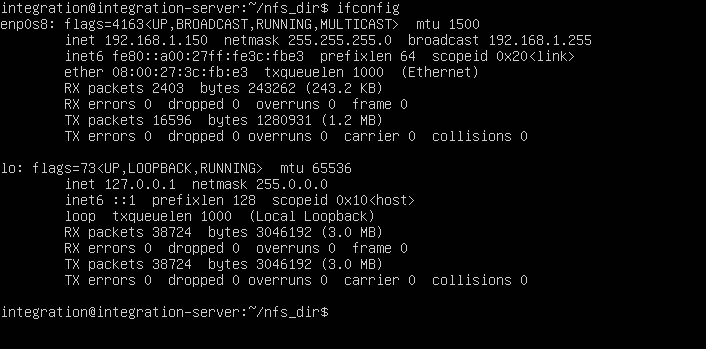 integration@integration-server:~/nfs_dir$ ifconfig
enp0s8: flags=4163<UP,BROADCAST,RUNNING,MULTICAST>  mtu 1500
        inet 192.168.1.150  netmask 255.255.255.0  broadcast 192.168.1.255
        inet6 fe80::a00:27ff:fe3c:fbe3  prefixlen 64  scopeid 0x20<link>
        ether 08:00:27:3c:fb:e3  txqueuelen 1000  (Ethernet)
        RX packets 2403  bytes 243262 (243.2 KB)
        RX errors 0  dropped 0  overruns 0  frame 0
        TX packets 16596  bytes 1280931 (1.2 MB)
        TX errors 0  dropped 0 overruns 0  carrier 0  collisions 0
lo: flags=73<UP,LOOPBACK,RUNNING>  mtu 65536
        inet 127.0.0.1  netmask 255.0.0.0
        inet6 ::1  prefixlen 128  scopeid 0x10<host>
        loop  txqueuelen 1000  (Local Loopback)
        RX packets 38724  bytes 3046192 (3.0 MB)
        RX errors 0  dropped 0  overruns 0  frame 0
        TX packets 38724  bytes 3046192 (3.0 MB)
        TX errors 0  dropped 0 overruns 0  carrier 0  collisions 0
integration@integration-server:~/nfs_dir$